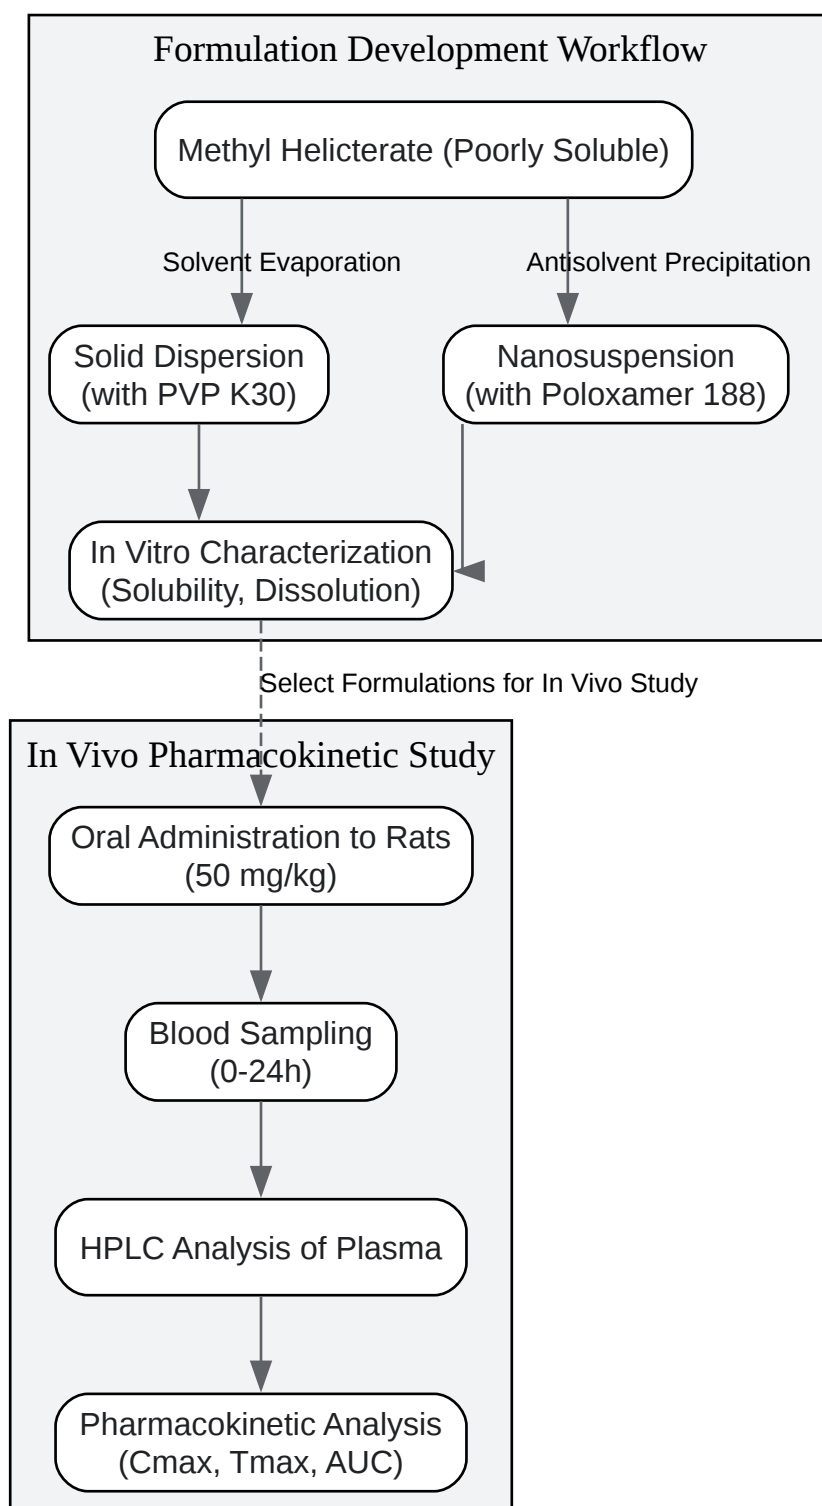 Formulation Development Workflow
Methyl Helicterate (Poorly Soluble)
Solvent Evaporation
Antisolvent Precipitation
Solid Dispersion
(with PVP K30)
Nanosuspension
(with Poloxamer 188)
In Vitro Characterization
(Solubility, Dissolution)
Select Formulations for In Vivo Study
In Vivo Pharmacokinetic Study
Oral Administration to Rats
(50 mg/kg)
Blood Sampling
(0-24h)
HPLC Analysis of Plasma
Pharmacokinetic Analysis
(Cmax, Tmax, AUC)